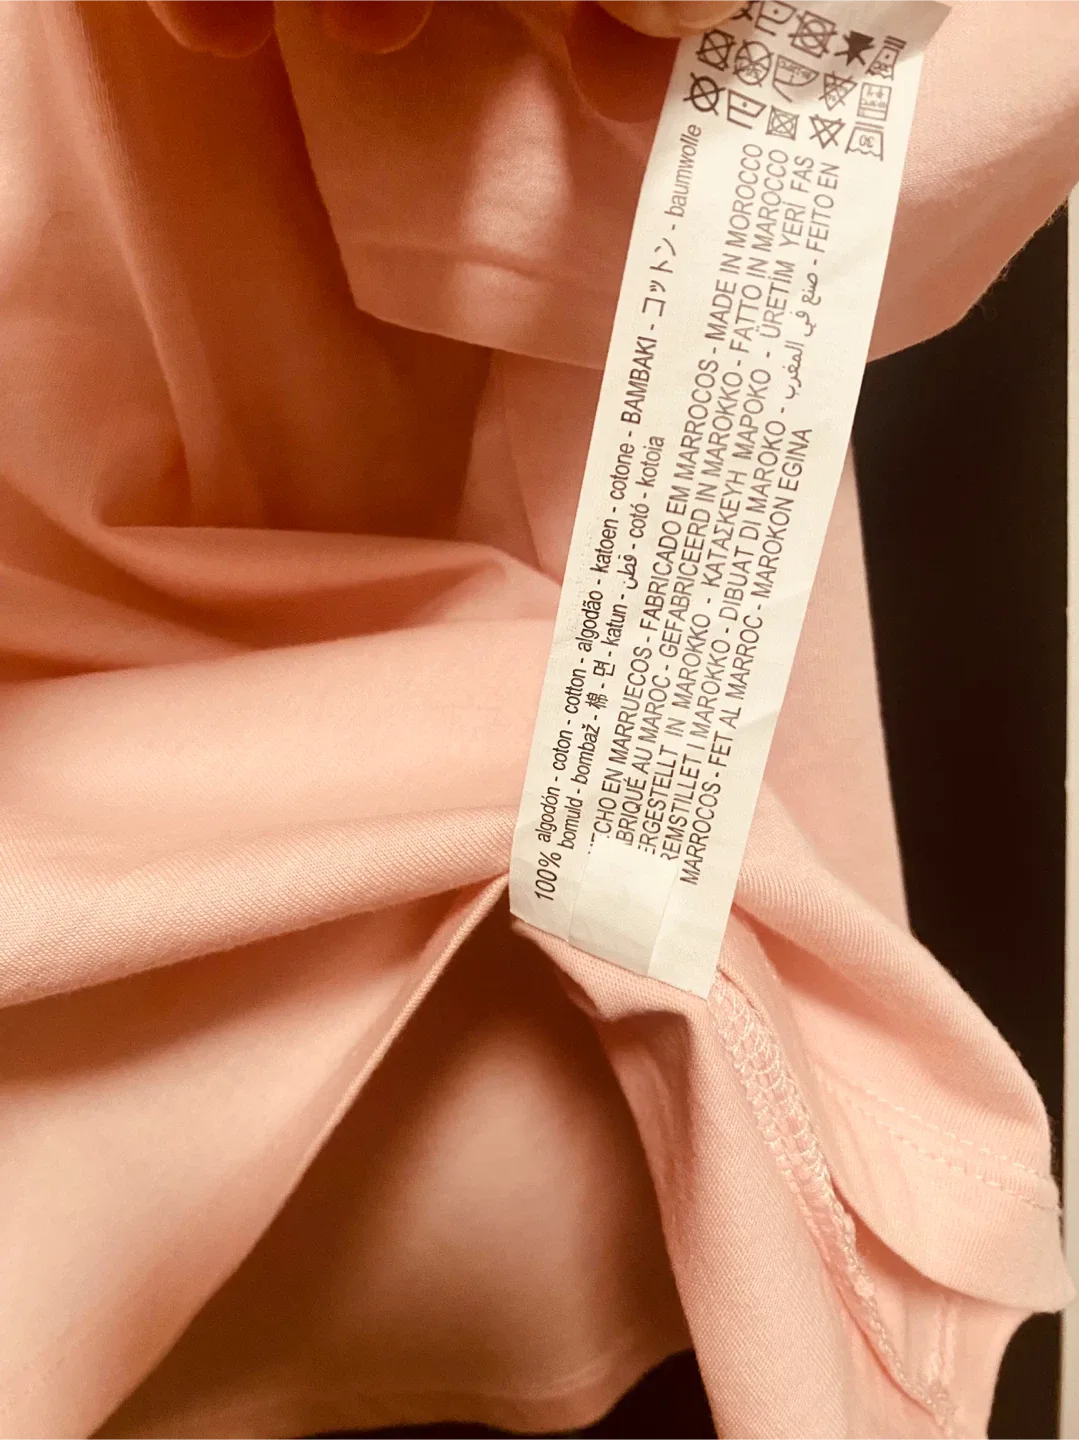 100% algodón - coton - cotton - algodão - katoen - cotone - BAMBAKI - コットン - baumwolle
bomuld - bombaž - 棉 - 면 - katun - قطن - cotó - kotoia
CHO EN MARRUECOS - FABRICADO EM MARROCOS - MADE IN MOROCCO
BRIQUÉ AU MAROC - GEFABRICEERD IN MAROKKO - FATTO IN MAROCCO
ERGESTELLT IN MAROKKO - ΚΑΤΑΣΚΕΥΗ ΜΑΡΟΚΟ - ÜRETİM YERİ FAS
REMSTILLET I MAROKKO - DIBUAT DI MAROKO - صنع في المغرب - FEITO EN
MARROCOS - FET AL MARROC - MAROKON EGINA